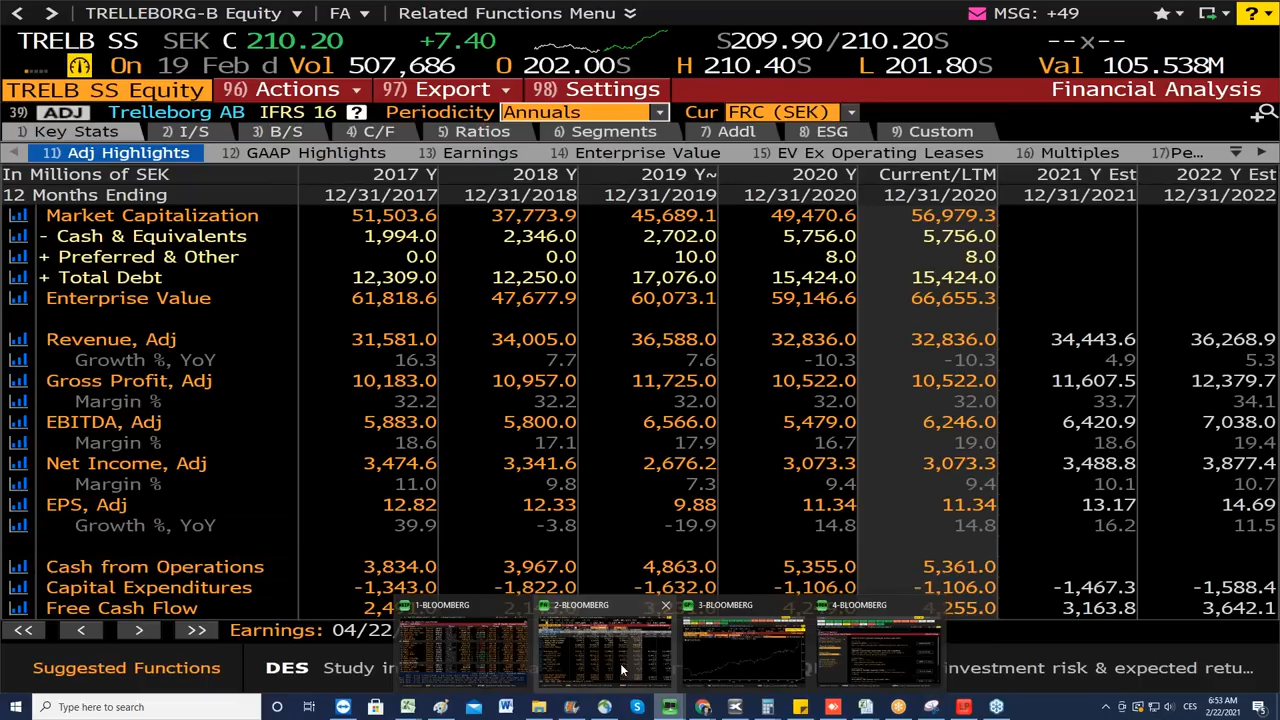 TRELLEBORG-B Equity FA Related Functions Menu MSG: +49 ?
TRELB SS SEK C 210.20 +7.40 S209.90/210.20S --x--
On 19 Feb d Vol 507,686 O 202.00S H 210.40S L 201.80S Val 105.538M
TRELB SS Equity 96) Actions 97) Export 98) Settings Financial Analysis
39) ADJ Trelleborg AB IFRS 16 ? Periodicity Annuals Cur FRC (SEK)
1) Key Stats 2) I/S 3) B/S 4) C/F 5) Ratios 6) Segments 7) Addl 8) ESG 9) Custom
11) Adj Highlights 12) GAAP Highlights 13) Earnings 14) Enterprise Value 15) EV Ex Operating Leases 16) Multiples 17) Pe...
In Millions of SEK 2017 Y 2018 Y 2019 Y~ 2020 Y Current/LTM 2021 Y Est 2022 Y Est
12 Months Ending 12/31/2017 12/31/2018 12/31/2019 12/31/2020 12/31/2020 12/31/2021 12/31/2022
Market Capitalization 51,503.6 37,773.9 45,689.1 49,470.6 56,979.3
- Cash & Equivalents 1,994.0 2,346.0 2,702.0 5,756.0 5,756.0
+ Preferred & Other 0.0 0.0 10.0 8.0 8.0
+ Total Debt 12,309.0 12,250.0 17,076.0 15,424.0 15,424.0
Enterprise Value 61,818.6 47,677.9 60,073.1 59,146.6 66,655.3
Revenue, Adj 31,581.0 34,005.0 36,588.0 32,836.0 32,836.0 34,443.6 36,268.9
Growth %, YoY 16.3 7.7 7.6 -10.3 -10.3 4.9 5.3
Gross Profit, Adj 10,183.0 10,957.0 11,725.0 10,522.0 10,522.0 11,607.5 12,379.7
Margin % 32.2 32.2 32.0 32.0 32.0 33.7 34.1
EBITDA, Adj 5,883.0 5,800.0 6,566.0 5,479.0 6,246.0 6,420.9 7,038.0
Margin % 18.6 17.1 17.9 16.7 19.0 18.6 19.4
Net Income, Adj 3,474.6 3,341.6 2,676.2 3,073.3 3,073.3 3,488.8 3,877.4
Margin % 11.0 9.8 7.3 9.4 9.4 10.1 10.7
EPS, Adj 12.82 12.33 9.88 11.34 11.34 13.17 14.69
Growth %, YoY 39.9 -3.8 -19.9 14.8 14.8 16.2 11.5
Cash from Operations 3,834.0 3,967.0 4,863.0 5,355.0 5,361.0
Capital Expenditures -1,343.0 -1,822.0 -1,632.0 -1,106.0 -1,106.0 -1,467.3 -1,588.4
1-BLOOMBERG 2-BLOOMBERG 3-BLOOMBERG 4-BLOOMBERG
Free Cash Flow 255.0 3,163.8 3,642.1
<< < > >> Earnings: 04/22/
Suggested Functions DES Study in nvestment risk & expected retu...
Type here to search CES 6:53 AM
2/22/2021